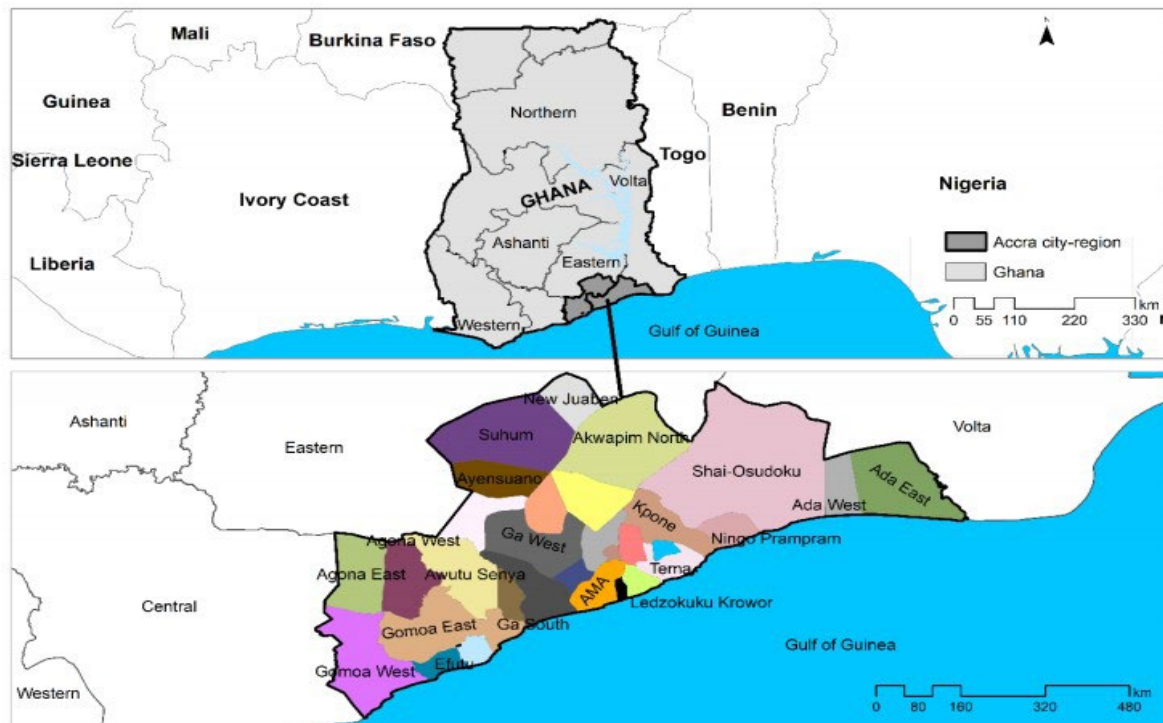 Mali
Burkina Faso
Guinea
Northern
Benin
Sierra Leone
Togo
Ivory Coast
GHANA
Volta
Nigeria
Ashanti
Accra city-region
Eastern
Ghana
Liberia
km
0 55 110 220 330
Western
Gulf of Guinea
New Juaben
Ashanti
Eastern
Suhum
Akwapim North
Volta
Shai-Osudoku
Ayensuano
Ada East
Ada West
Kpone
Ga West
Ningo Prampram
Agona West
Tema
Agona East
Awutu Senya
AMA
Central
Ledzokuku Krowor
Gomoa East
Ga South
Gulf of Guinea
Efutu
Gomoa West
Western
km
0 80 160 320 480